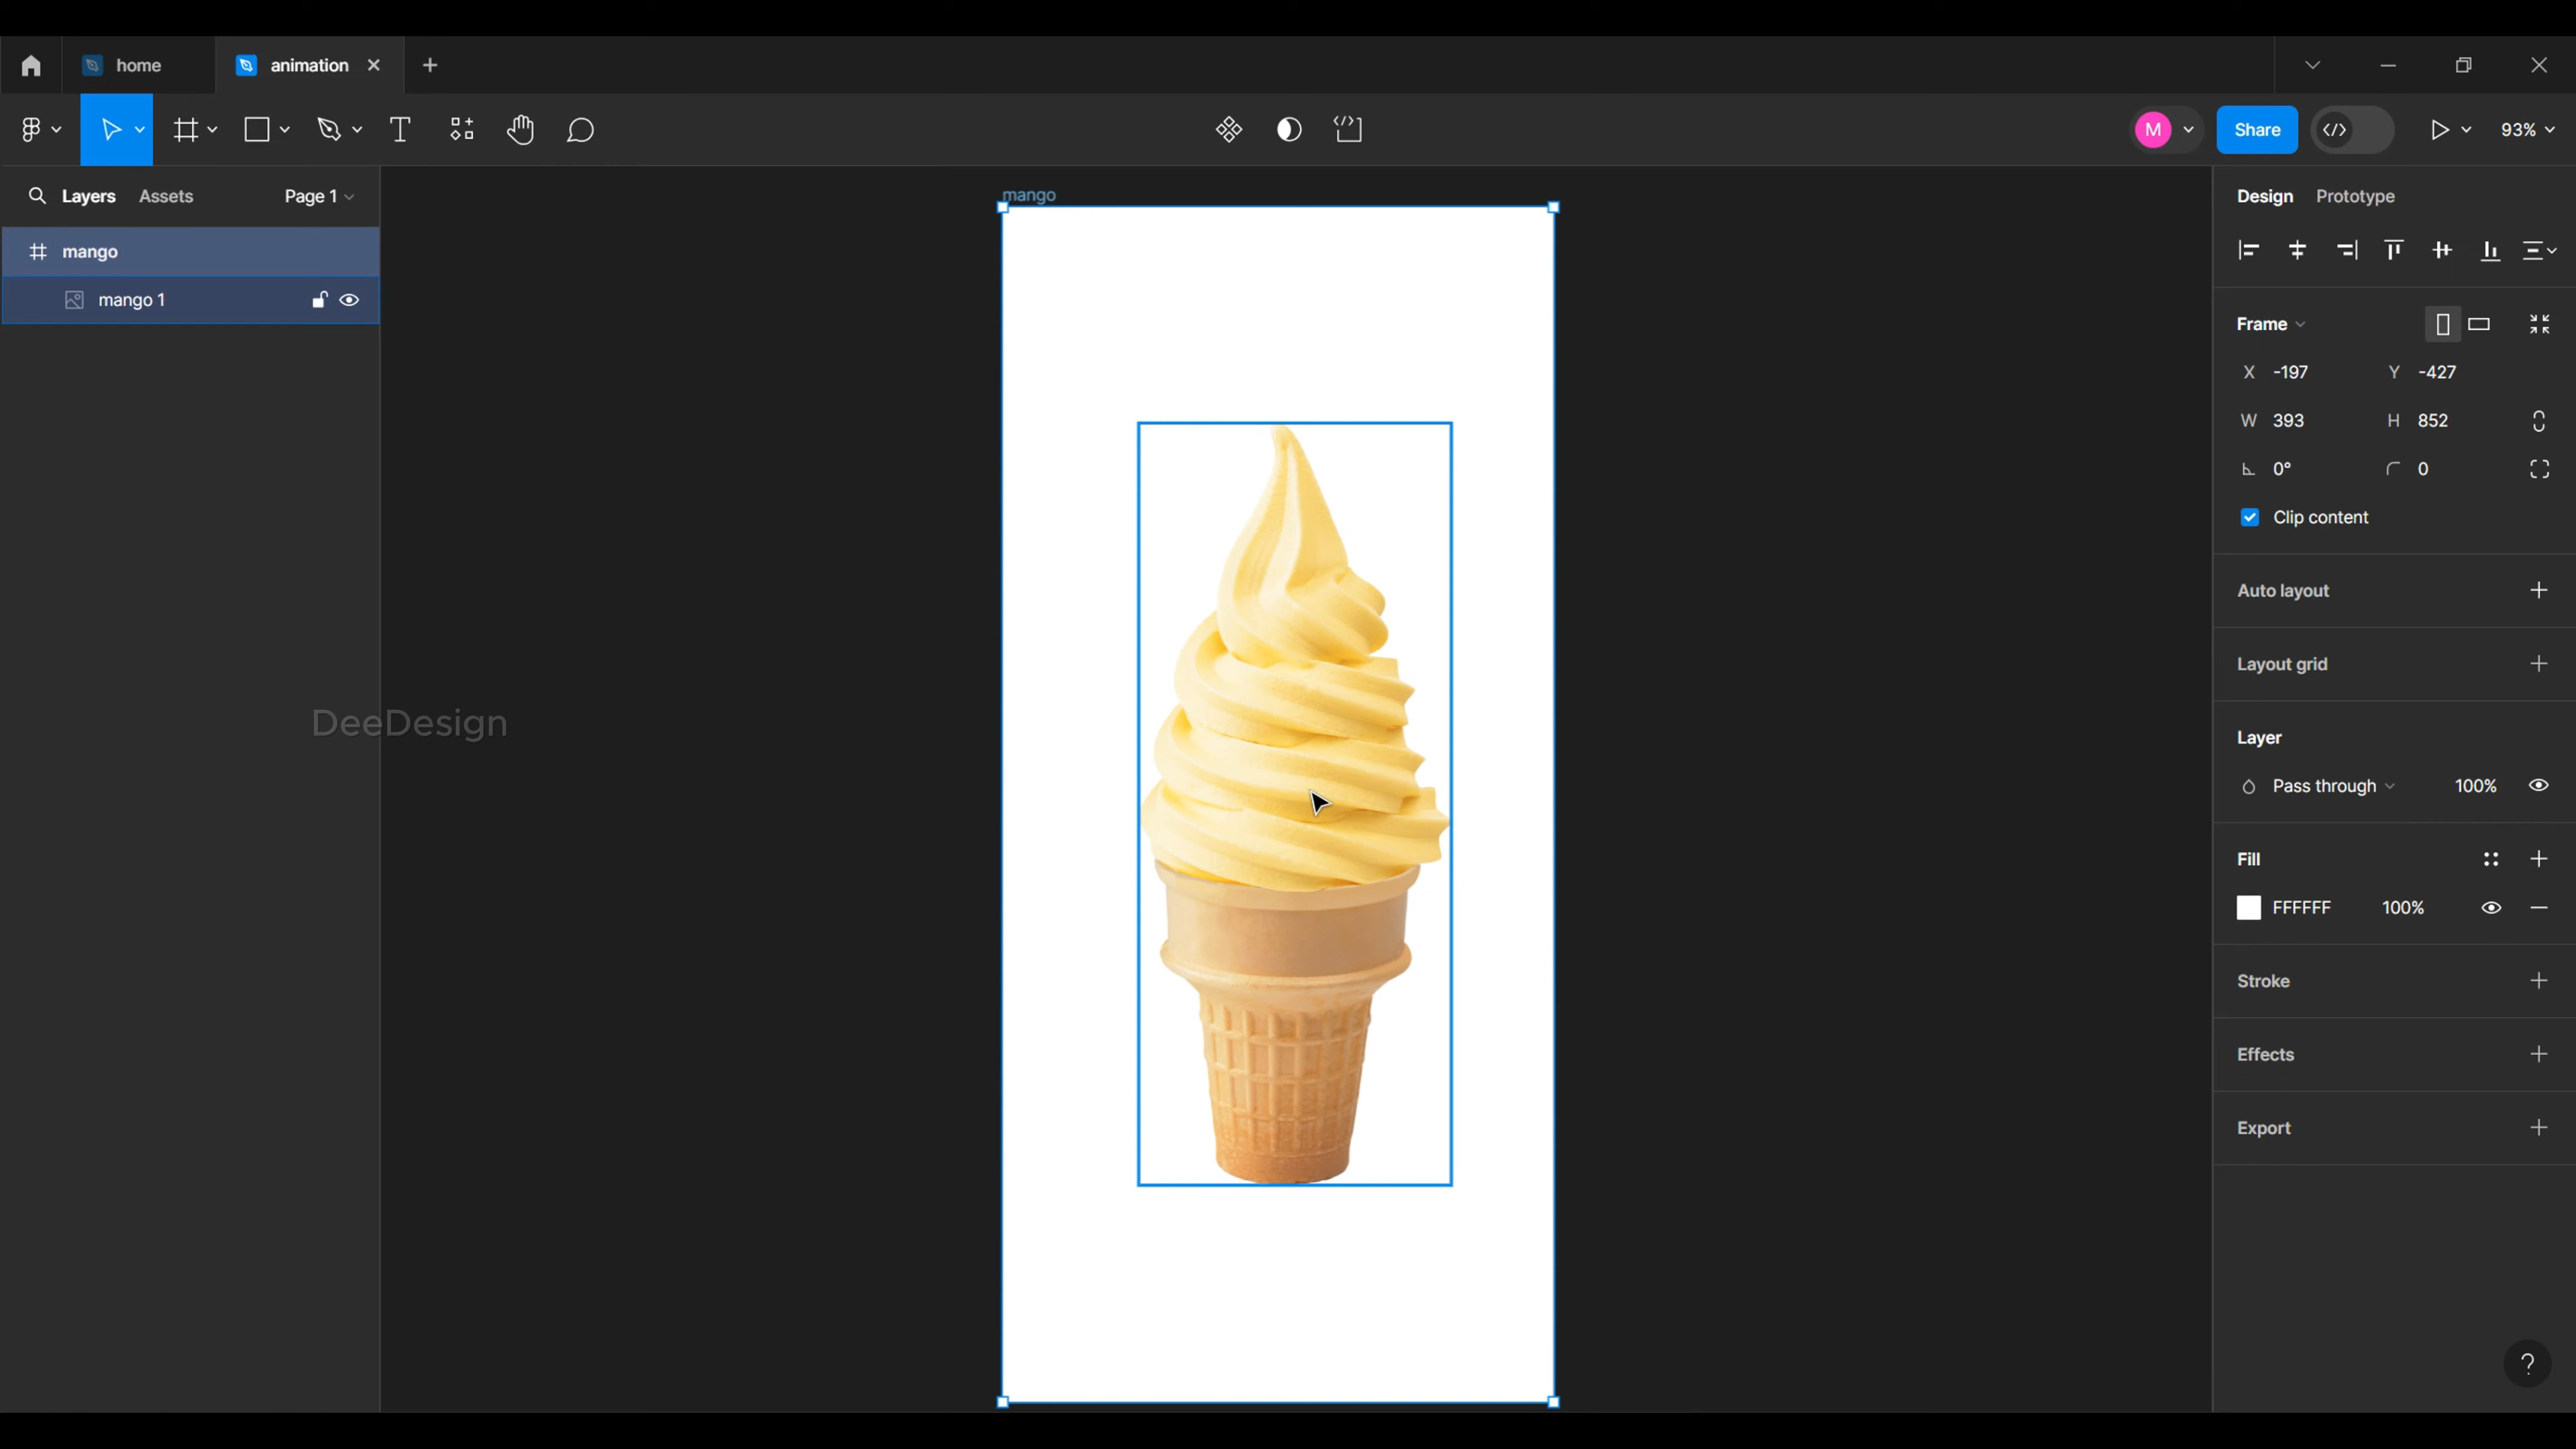 home
animation
M
Share
93%
Layers
Assets
Page 1
mango
mango 1
mango
DeeDesign
Design
Prototype
Frame
X -197
Y -427
W 393
H 852
0°
0
Clip content
Auto layout
Layout grid
Layer
Pass through
100%
Fill
FFFFFF
100%
Stroke
Effects
Export
?